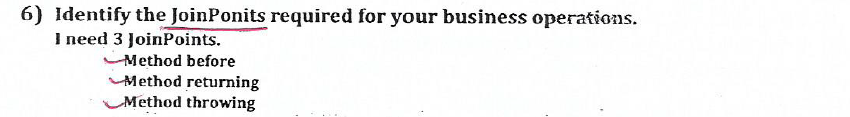 6) Identify the JoinPonits required for your business operations.
I need 3 JoinPoints.
Method before
Method returning
Method throwing